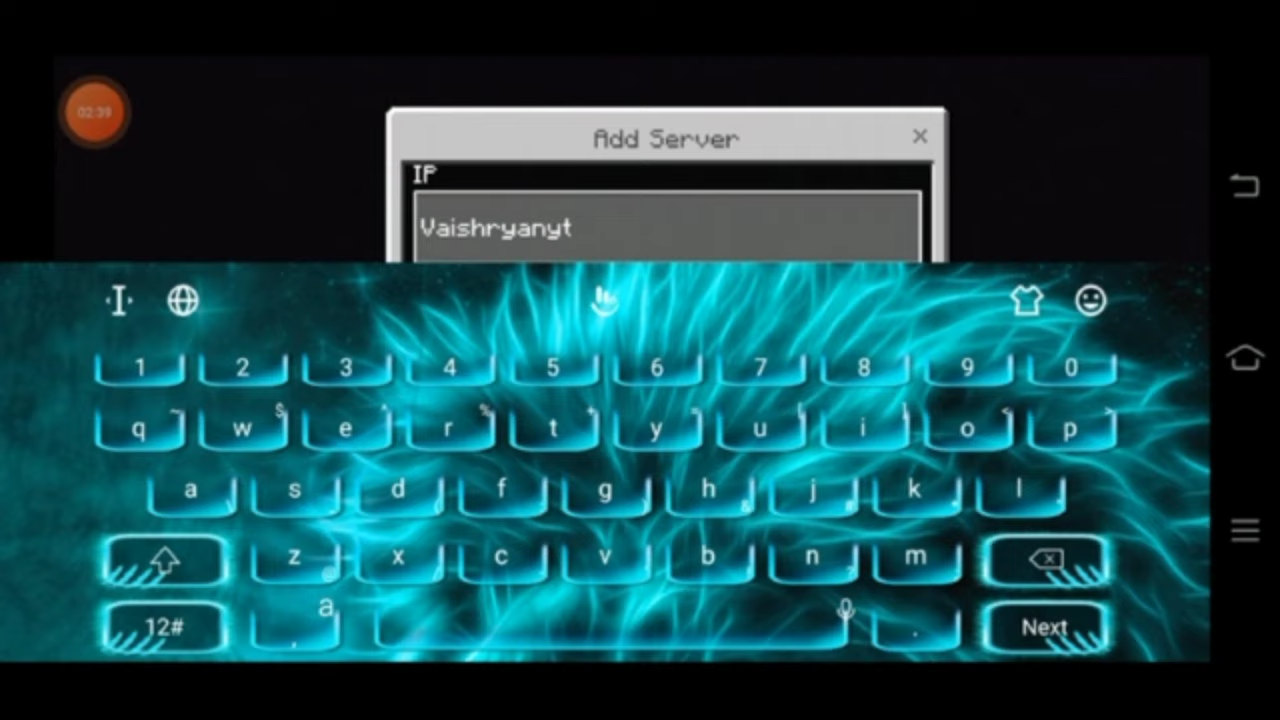 02:39
Add Server
×
IP
Vaishryanyt
1 2 3 4 5 6 7 8 9 0
q w e r t y u i o p
a s d f g h j k l
z x c v b n m
12# , a . Next